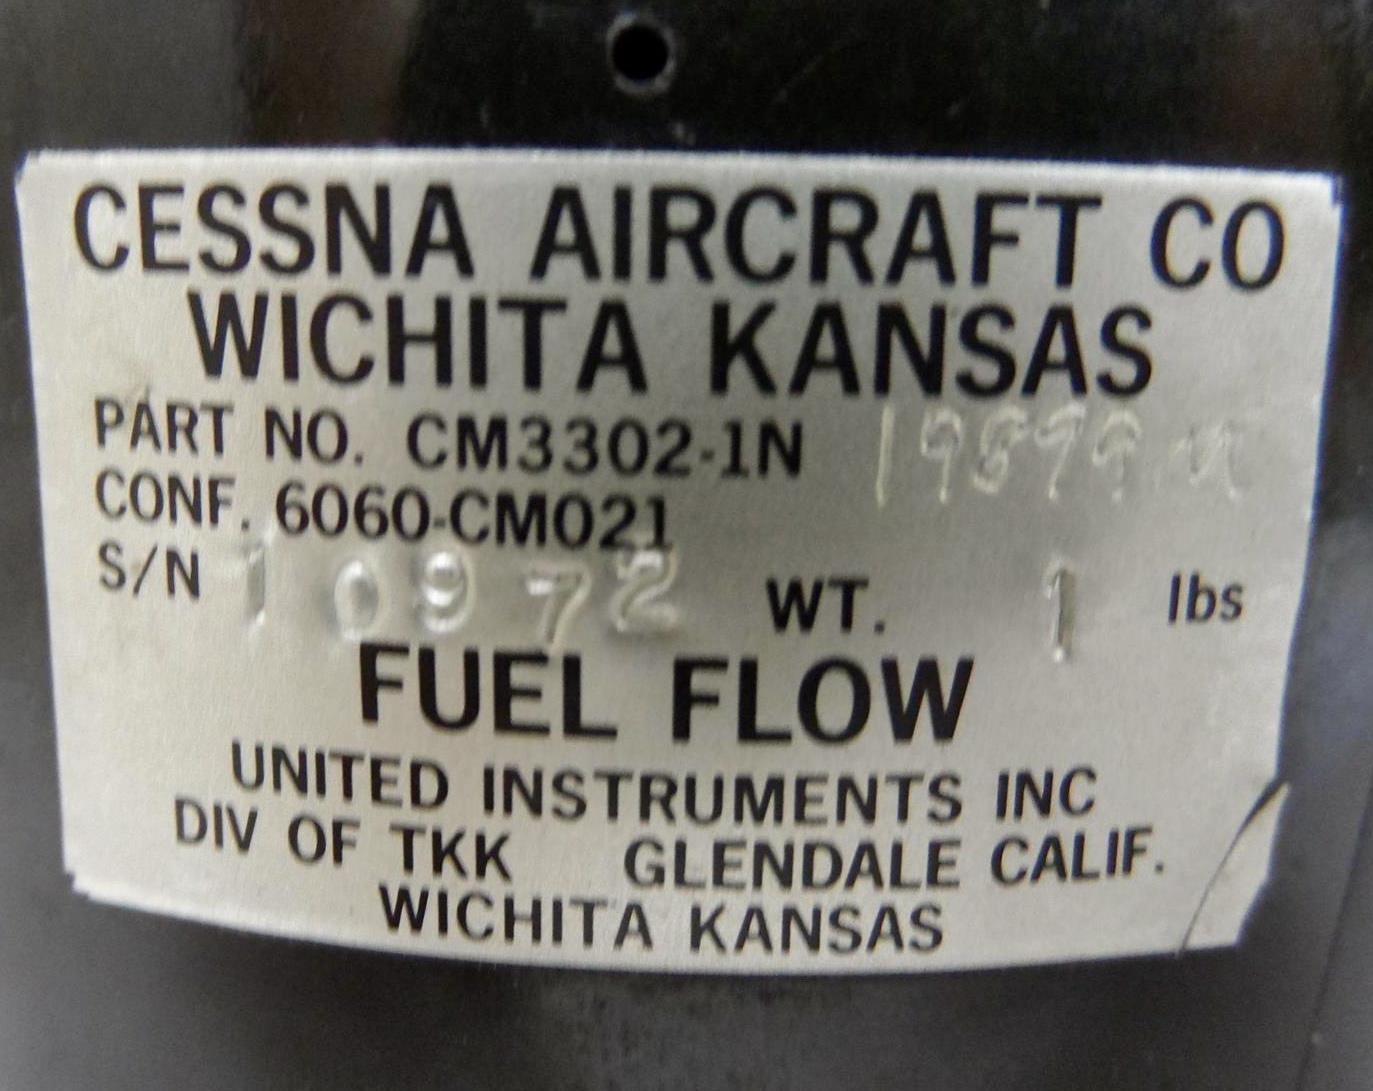 CESSNA AIRCRAFT CO
WICHITA KANSAS
PART NO. CM3302-1N
CONF. 6060-CM021
S/N 10972 WT. 1 lbs
FUEL FLOW
UNITED INSTRUMENTS INC
DIV OF TKK GLENDALE CALIF.
WICHITA KANSAS